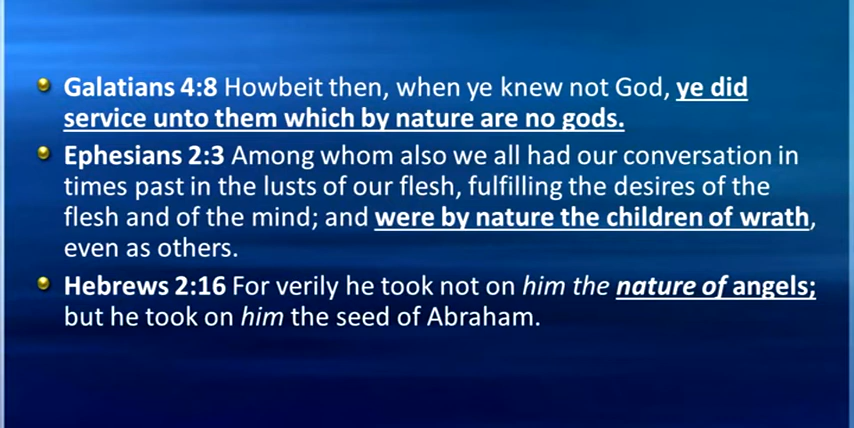 Galatians 4:8 Howbeit then, when ye knew not God, ye did
service unto them which by nature are no gods.
Ephesians 2:3 Among whom also we all had our conversation in
times past in the lusts of our flesh, fulfilling the desires of the
flesh and of the mind; and were by nature the children of wrath,
even as others.
Hebrews 2:16 For verily he took not on him the nature of angels;
but he took on him the seed of Abraham.